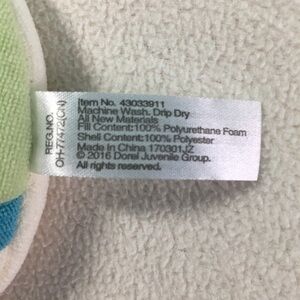 REG.NO.
OH-77472(CN)
Item No. 43033911
Machine Wash. Drip Dry
All New Materials
Fill Content:100% Polyurethane Foam
Shell Content:100% Polyester
Made in China 170301JZ
© 2016 Dorel Juvenile Group.
All rights reserved.